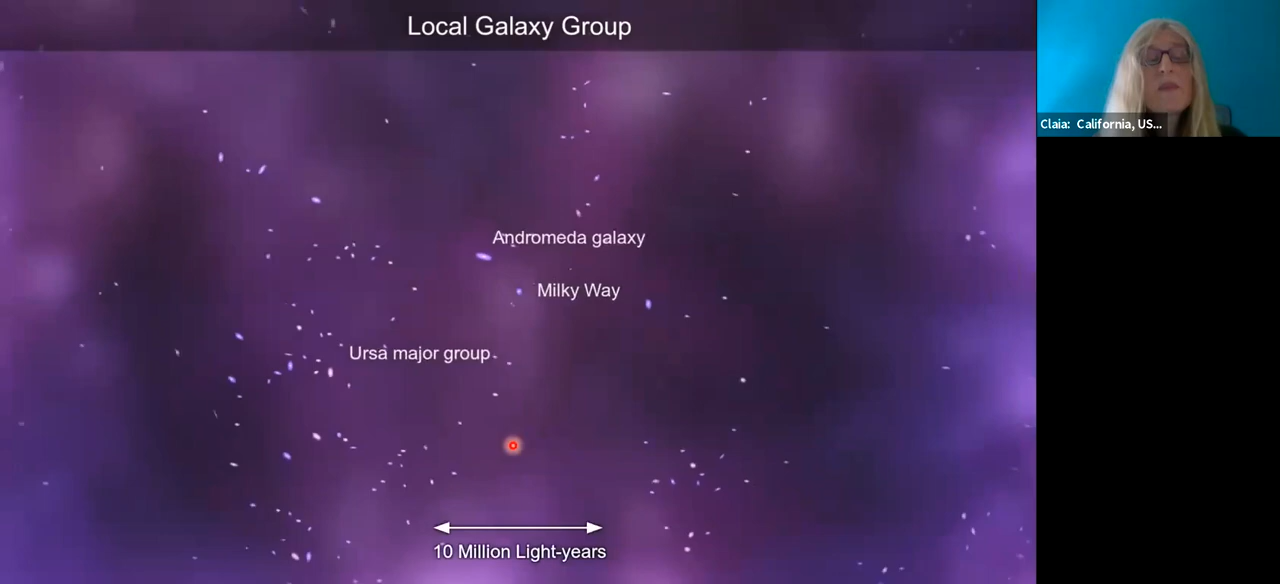 Local Galaxy Group
Claia: California, US...
Andromeda galaxy
Milky Way
Ursa major group
10 Million Light-years